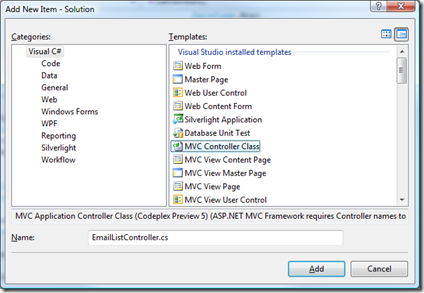 Add New Item - Solution
Categories:
Visual C#
Code
Data
General
Web
Windows Forms
WPF
Reporting
Silverlight
Workflow
Templates:
Visual Studio installed templates
Web Form
Master Page
Web User Control
Web Content Form
Silverlight Application
Database Unit Test
MVC Controller Class
MVC View Content Page
MVC View Master Page
MVC View Page
MVC View User Control
MVC Application Controller Class (Codeplex Preview 5) (ASP.NET MVC Framework requires Controller names to
Name:
EmailListController.cs
Add
Cancel